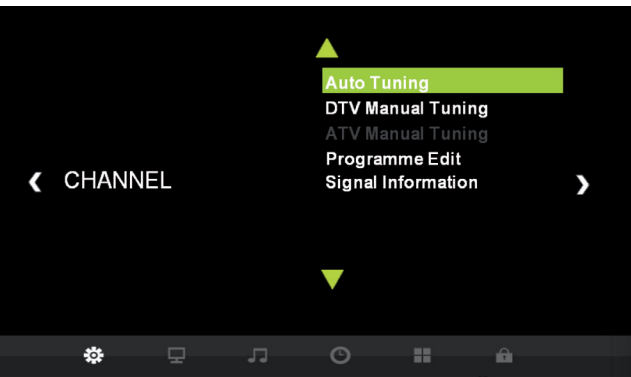 Auto Tuning
DTV Manual Tuning
ATV Manual Tuning
Programme Edit
CHANNEL
Signal Information